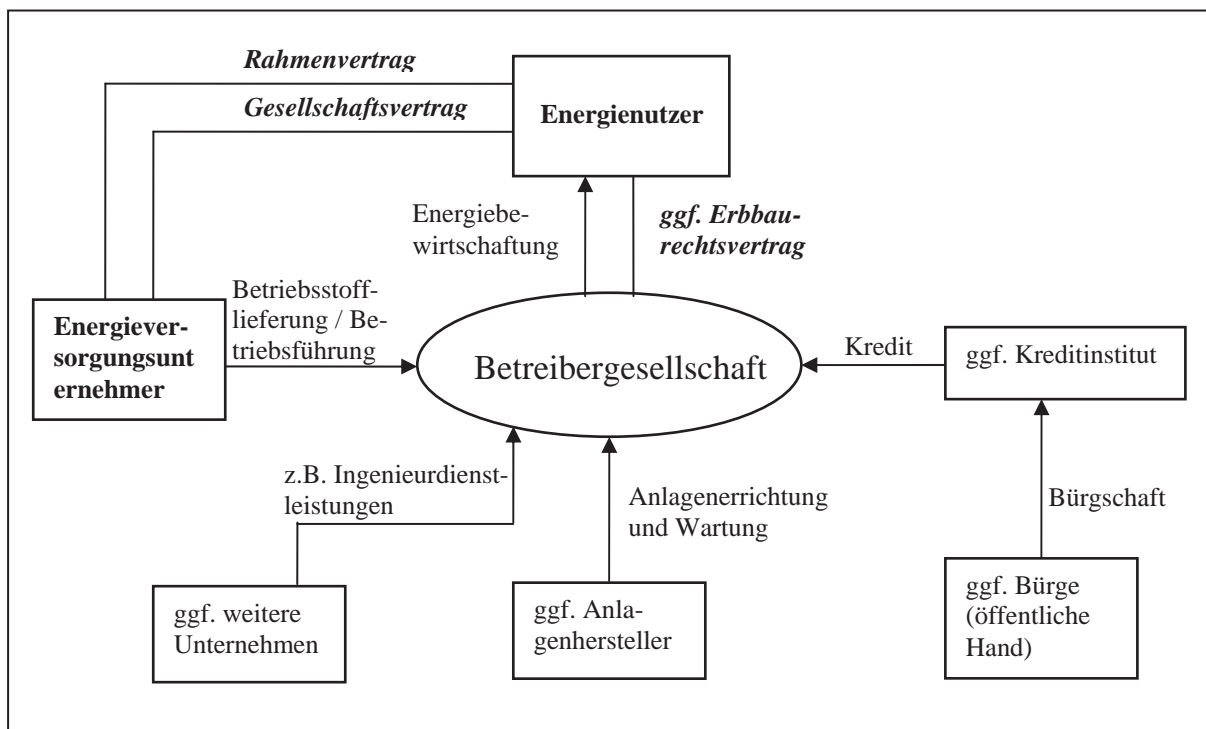 Rahmenvertrag
Gesellschaftsvertrag
Energienutzer
Energiebe-
wirtschaftung
ggf. Erbbau-
rechtsvertrag
Betriebsstoff-
lieferung / Be-
triebsführung
Energiever-
sorgungsunt
ernehmer
Betreibergesellschaft
Kredit
ggf. Kreditinstitut
z.B. Ingenieurdienst-
leistungen
Anlagenerrichtung
und Wartung
Bürgschaft
ggf. weitere
Unternehmen
ggf. Anla-
genhersteller
ggf. Bürge
(öffentliche
Hand)